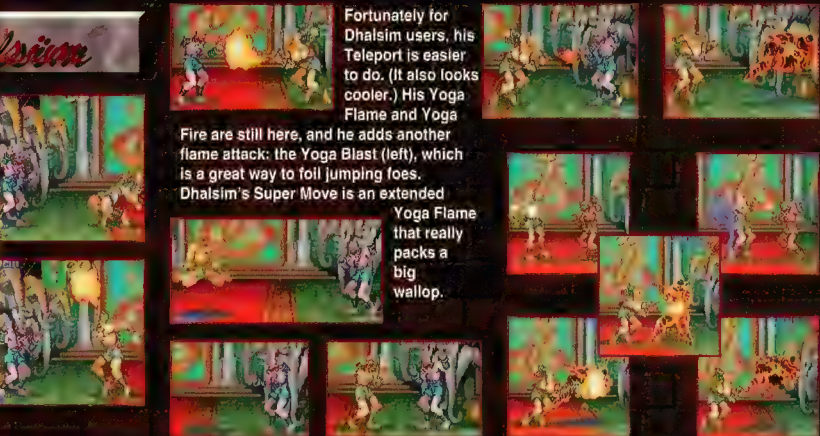 Fortunately for
Dhalsim users, his
Teleport is easier
to do. (It also looks
cooler.) His Yoga
Flame and Yoga
Fire are still here, and he adds another
flame attack: the Yoga Blast (left), which
is a great way to foil jumping foes.
Dhalsim's Super Move is an extended
Yoga Flame
that really
packs a
big
wallop.